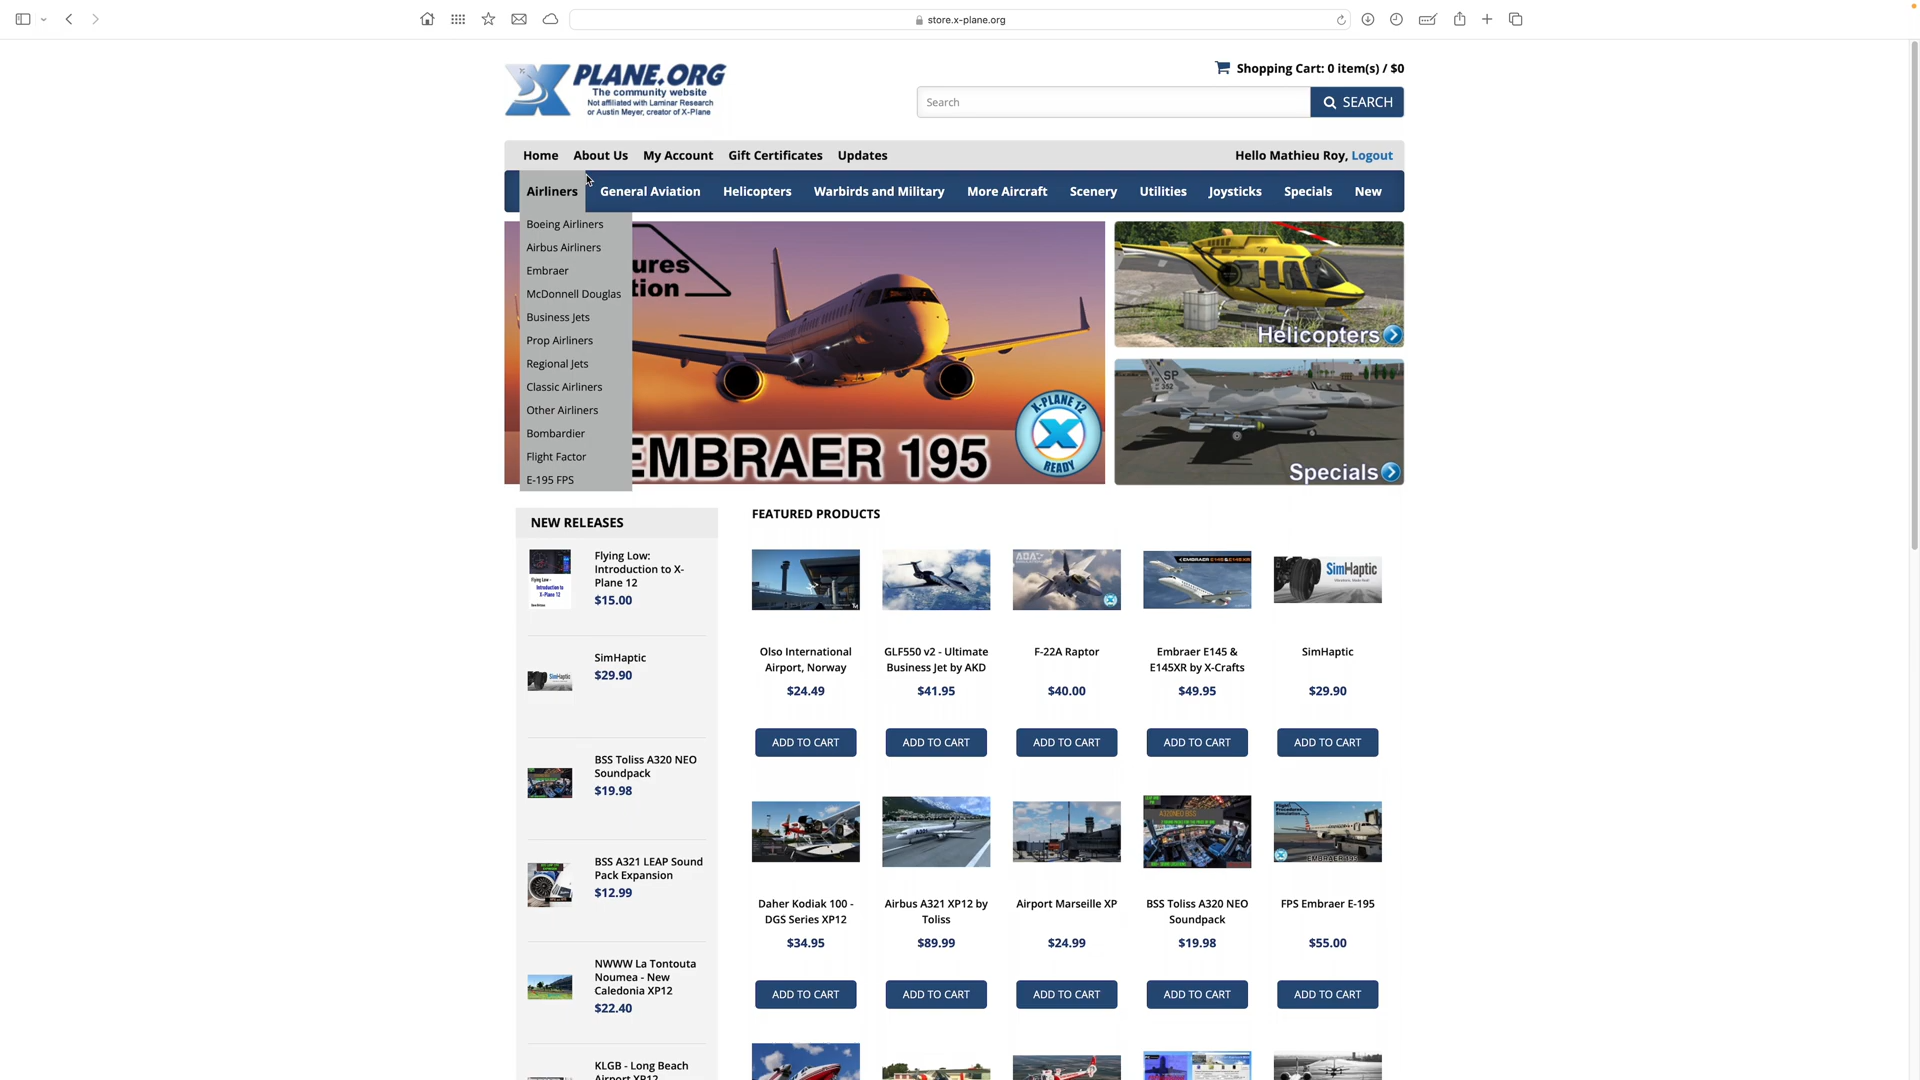 store.x-plane.org
PLANE.ORG
The community website
Not affiliated with Laminar Research
or Austin Meyer, creator of X-Plane
Shopping Cart: 0 item(s) / $0
Search
SEARCH
Home About Us My Account Gift Certificates Updates
Hello Mathieu Roy, Logout
Airliners General Aviation Helicopters Warbirds and Military More Aircraft Scenery Utilities Joysticks Specials New
Boeing Airliners
Airbus Airliners
Embraer
McDonnell Douglas
Business Jets
Prop Airliners
Regional Jets
Classic Airliners
Other Airliners
Bombardier
Flight Factor
E-195 FPS
EMBRAER 195
X-PLANE 12
READY
Helicopters
SP
Specials
NEW RELEASES
Flying Low:
Introduction to X-
Plane 12
$15.00
SimHaptic
$29.90
BSS Toliss A320 NEO
Soundpack
$19.98
BSS A321 LEAP Sound
Pack Expansion
$12.99
NWWW La Tontouta
Noumea - New
Caledonia XP12
$22.40
KLGB - Long Beach
Airport XP12
FEATURED PRODUCTS
SimHaptic
Olso International
Airport, Norway
$24.49
ADD TO CART
GLF550 v2 - Ultimate
Business Jet by AKD
$41.95
ADD TO CART
F-22A Raptor
$40.00
ADD TO CART
Embraer E145 &
E145XR by X-Crafts
$49.95
ADD TO CART
SimHaptic
$29.90
ADD TO CART
Daher Kodiak 100 -
DGS Series XP12
$34.95
ADD TO CART
Airbus A321 XP12 by
Toliss
$89.99
ADD TO CART
Airport Marseille XP
$24.99
ADD TO CART
BSS Toliss A320 NEO
Soundpack
$19.98
ADD TO CART
FPS Embraer E-195
$55.00
ADD TO CART